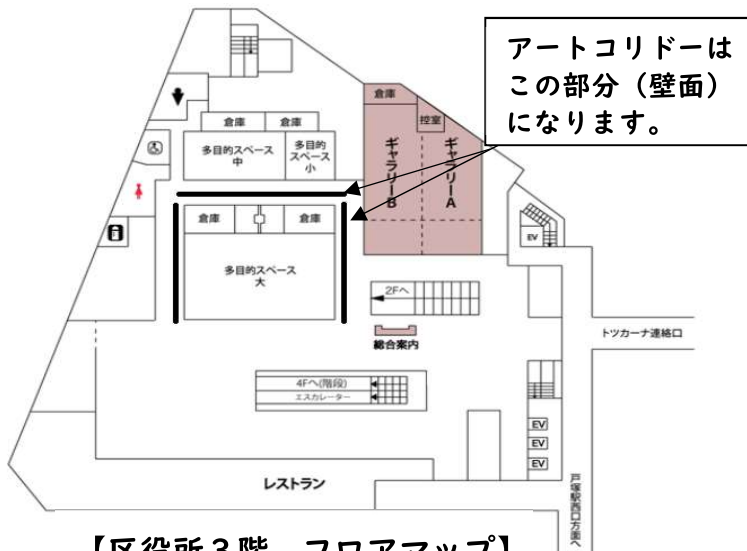 アートコリドーは
この部分（壁面）
になります。
倉庫
控室
ギャラリーB
ギャラリーA
倉庫
倉庫
多目的スペース
中
多目的
スペース
小
倉庫
倉庫
多目的スペース
大
EV
2Fへ
総合案内
トツカーナ連絡口
4Fへ(階段)
エスカレーター
EV
EV
EV
レストラン
戸塚駅西口方面へ
【区役所３階　フロアマップ】